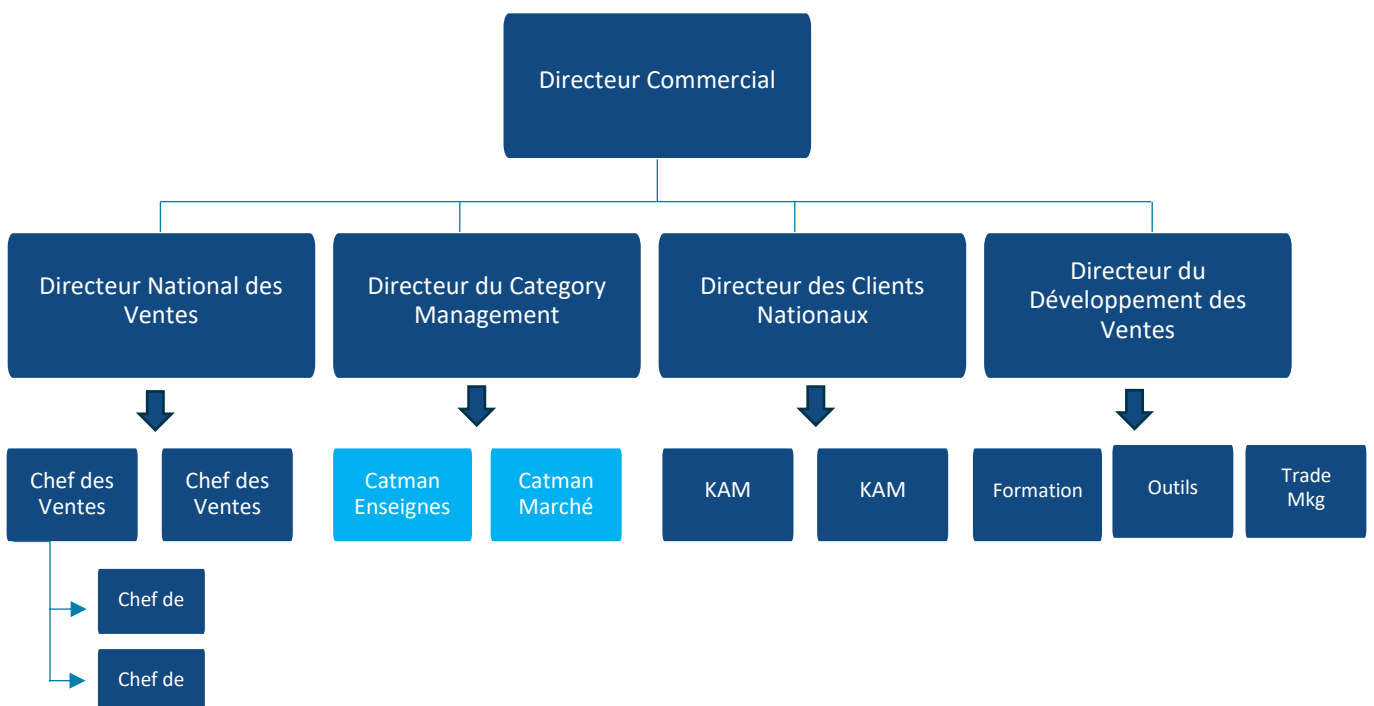 Directeur Commercial
Directeur National des
Ventes
Directeur du Category
Management
Directeur des Clients
Nationaux
Directeur du
Développement des
Ventes
Chef des
Ventes
Chef des
Ventes
Catman
Enseignes
Catman
Marché
KAM
KAM
Formation
Outils
Trade
Mkg
Chef de
Chef de